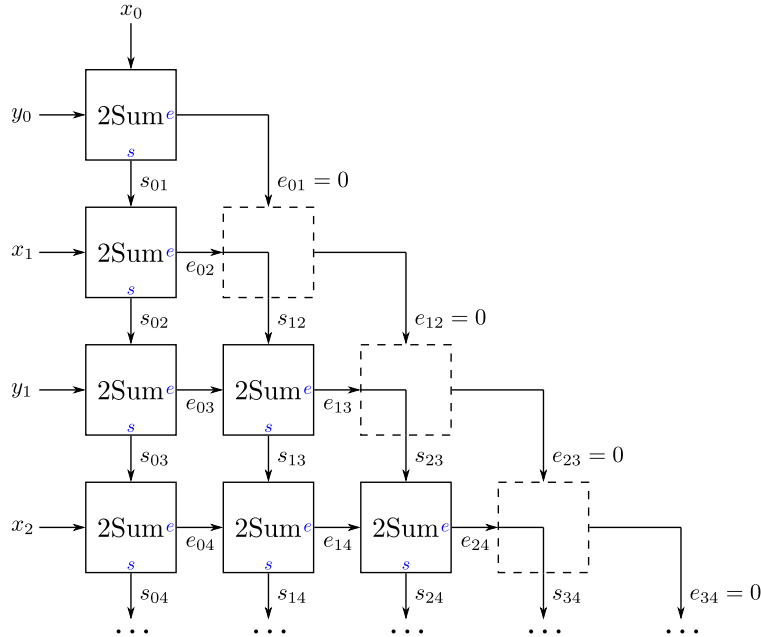 x₀
y₀ 2Sum e
s
s₀₁ e₀₁ = 0
x₁ 2Sum e
e₀₂
s
s₀₂ s₁₂ e₁₂ = 0
y₁ 2Sum e 2Sum e
e₀₃ e₁₃
s s
s₀₃ s₁₃ s₂₃ e₂₃ = 0
x₂ 2Sum e 2Sum e 2Sum e
e₀₄ e₁₄ e₂₄
s s s
s₀₄ s₁₄ s₂₄ s₃₄ e₃₄ = 0
... ... ... ... ...